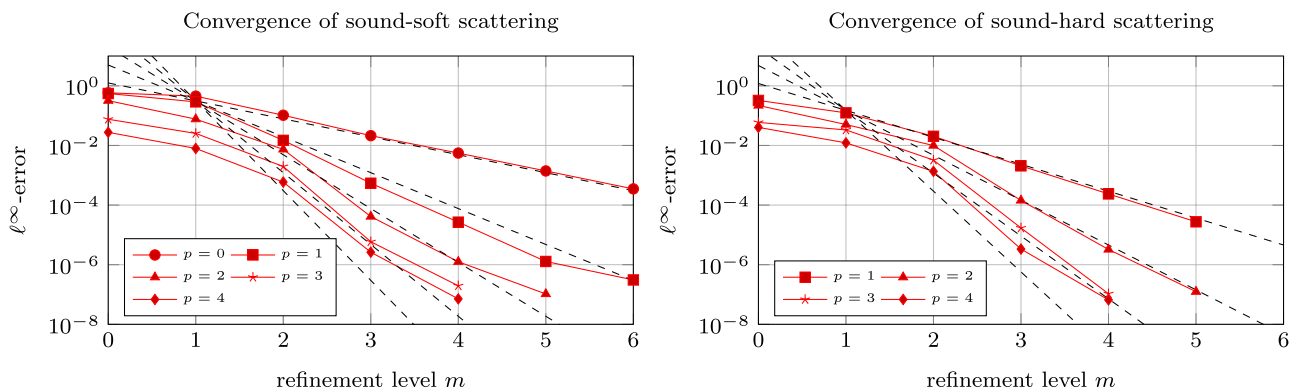 Convergence of sound-soft scattering
10^0
10^−2
10^−4
10^−6
10^−8
ℓ^∞-error
p = 0
p = 1
p = 2
p = 3
p = 4
0 1 2 3 4 5 6
refinement level m
Convergence of sound-hard scattering
10^0
10^−2
10^−4
10^−6
10^−8
ℓ^∞-error
p = 1
p = 2
p = 3
p = 4
0 1 2 3 4 5 6
refinement level m